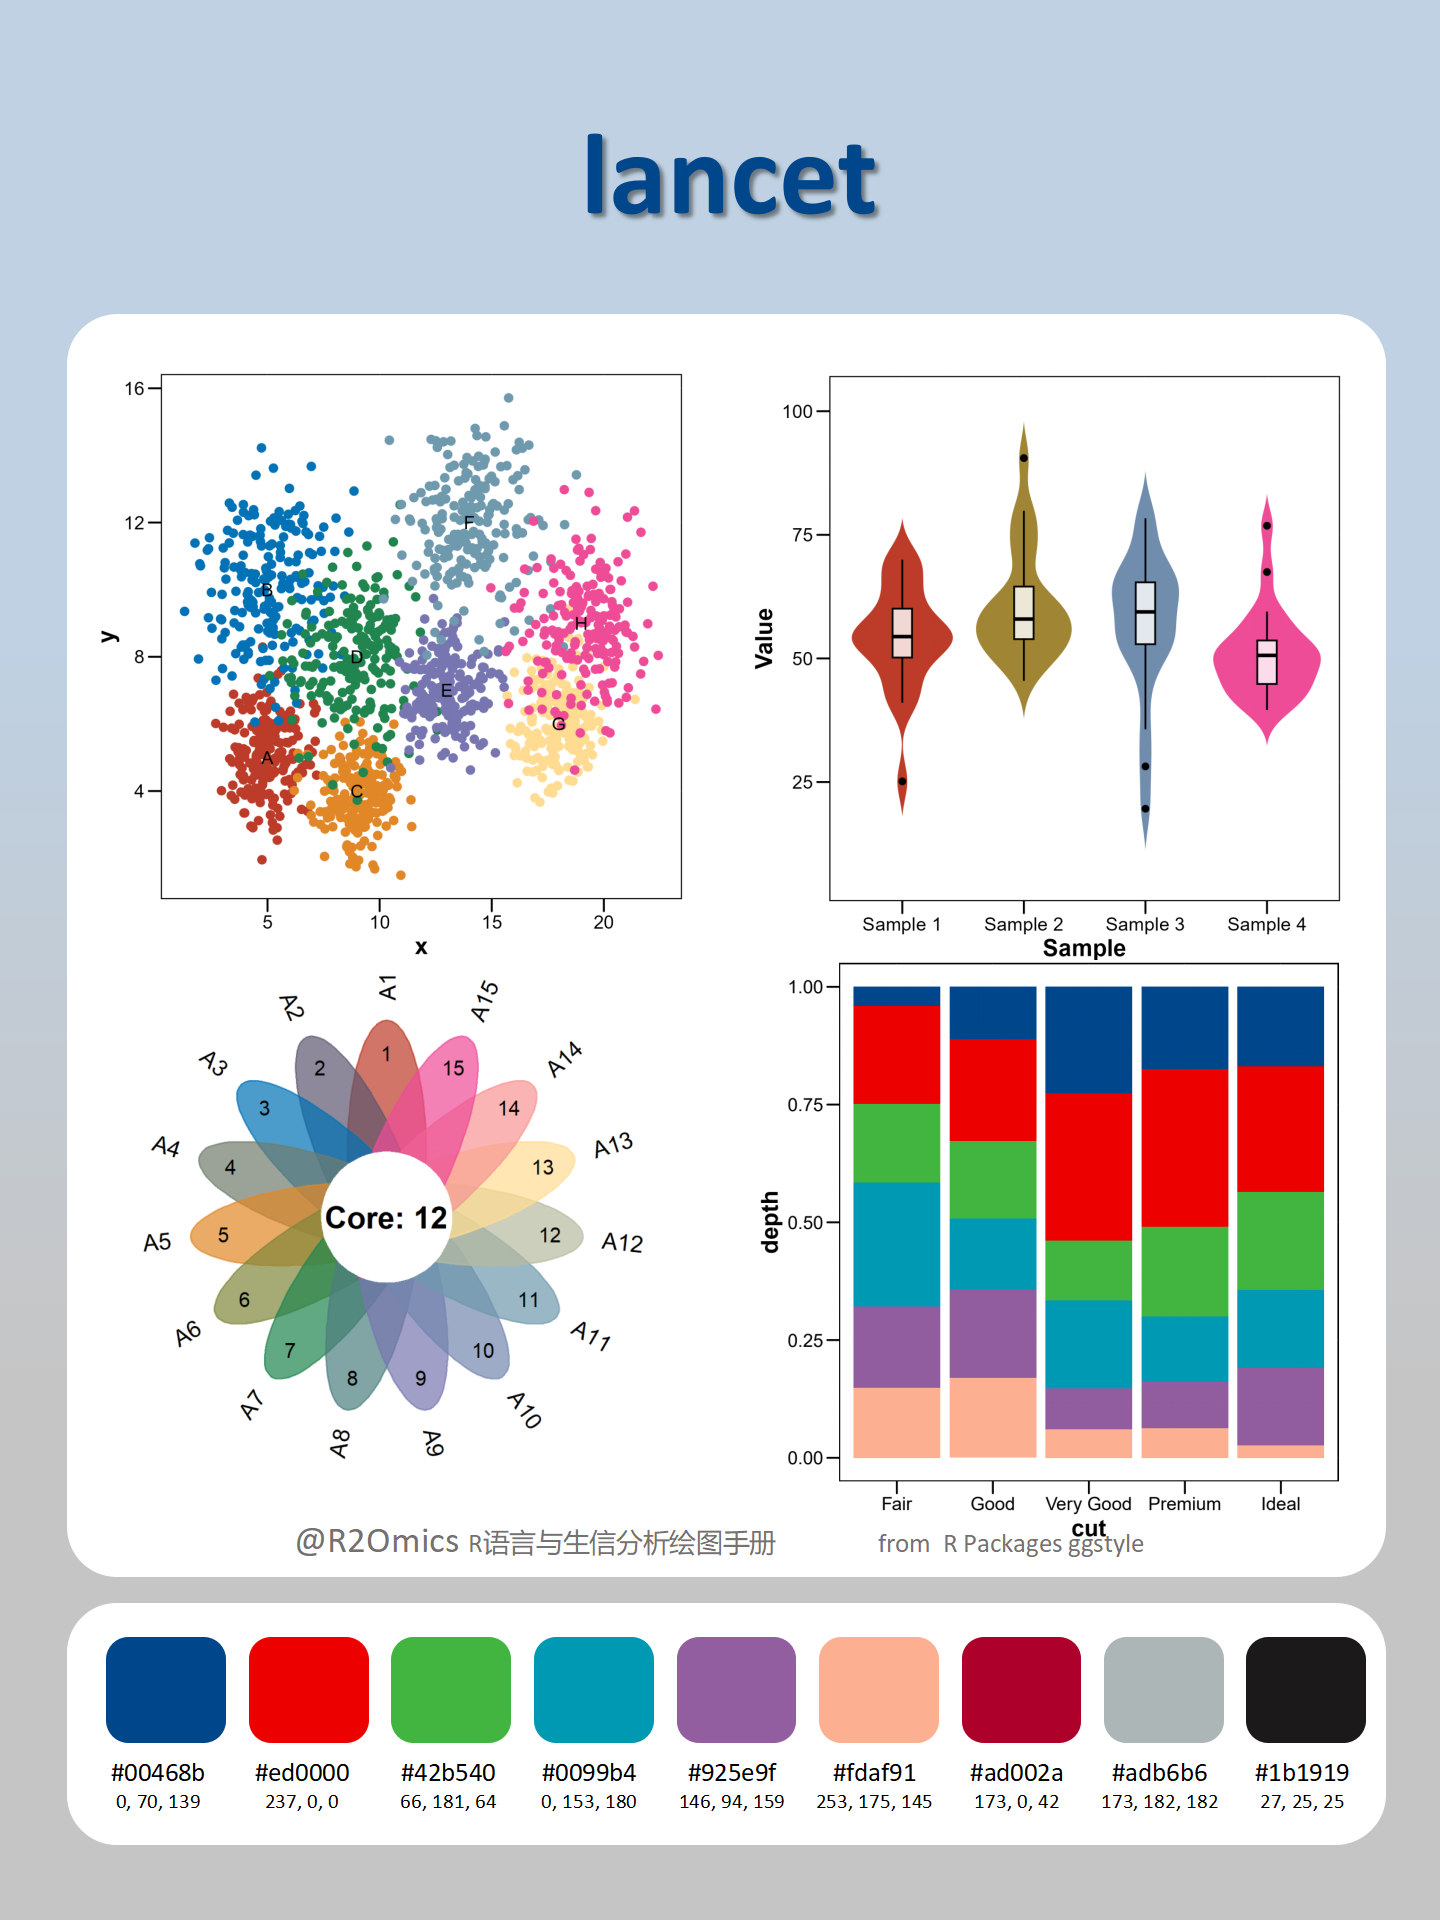 lancet
16
12
8
4
y
B
D
F
H
E
G
A
C
5 10 15 20
x
100
75
50
25
Value
Sample 1 Sample 2 Sample 3 Sample 4
Sample
A1
A2
A3
A4
A5
A6
A7
A8
A9
A10
A11
A12
A13
A14
A15
1
2
3
4
5
6
7
8
9
10
11
12
13
14
15
Core: 12
1.00
0.75
0.50
0.25
0.00
depth
Fair Good Very Good Premium Ideal
cut
@R2Omics R语言与生信分析绘图手册 from R Packages ggstyle
#00468b #ed0000 #42b540 #0099b4 #925e9f #fdaf91 #ad002a #adb6b6 #1b1919
0, 70, 139 237, 0, 0 66, 181, 64 0, 153, 180 146, 94, 159 253, 175, 145 173, 0, 42 173, 182, 182 27, 25, 25